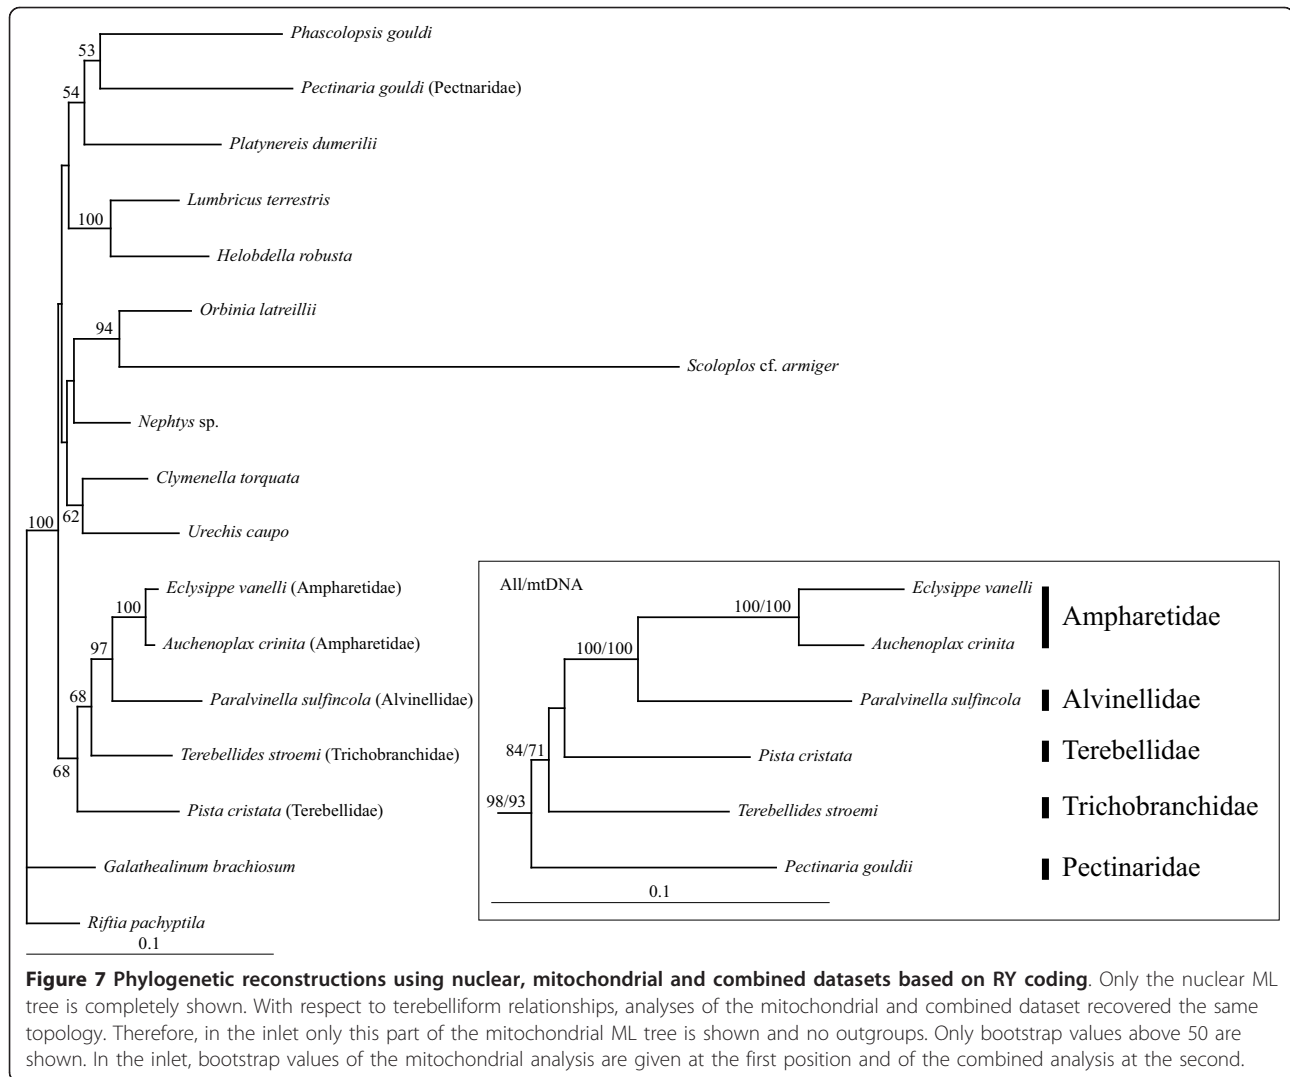 Phascolopsis gouldi
53
Pectinaria gouldi (Pectnaridae)
54
Platynereis dumerilii
Lumbricus terrestris
100
Helobdella robusta
Orbinia latreillii
94
Scoloplos cf. armiger
Nephtys sp.
Clymenella torquata
62
Urechis caupo
100
Eclysippe vanelli (Ampharetidae)
100
Auchenoplax crinita (Ampharetidae)
97
Paralvinella sulfincola (Alvinellidae)
68
Terebellides stroemi (Trichobranchidae)
68
Pista cristata (Terebellidae)
Galathealinum brachiosum
Riftia pachyptila
0.1
All/mtDNA
Eclysippe vanelli
100/100
Auchenoplax crinita
Ampharetidae
100/100
Paralvinella sulfincola
Alvinellidae
84/71
Pista cristata
Terebellidae
98/93
Terebellides stroemi
Trichobranchidae
Pectinaria gouldii
Pectinaridae
0.1
Figure 7 Phylogenetic reconstructions using nuclear, mitochondrial and combined datasets based on RY coding. Only the nuclear ML
tree is completely shown. With respect to terebelliform relationships, analyses of the mitochondrial and combined dataset recovered the same
topology. Therefore, in the inlet only this part of the mitochondrial ML tree is shown and no outgroups. Only bootstrap values above 50 are
shown. In the inlet, bootstrap values of the mitochondrial analysis are given at the first position and of the combined analysis at the second.